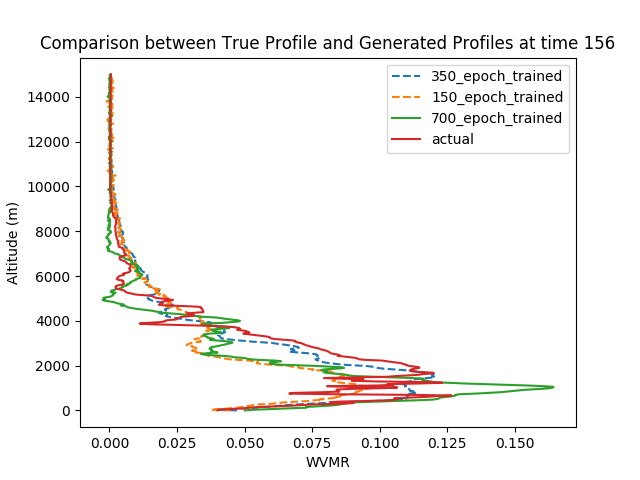 Comparison between True Profile and Generated Profiles at time 156
350_epoch_trained
150_epoch_trained
700_epoch_trained
actual
Altitude (m)
14000
12000
10000
8000
6000
4000
2000
0
0.000 0.025 0.050 0.075 0.100 0.125 0.150
WVMR